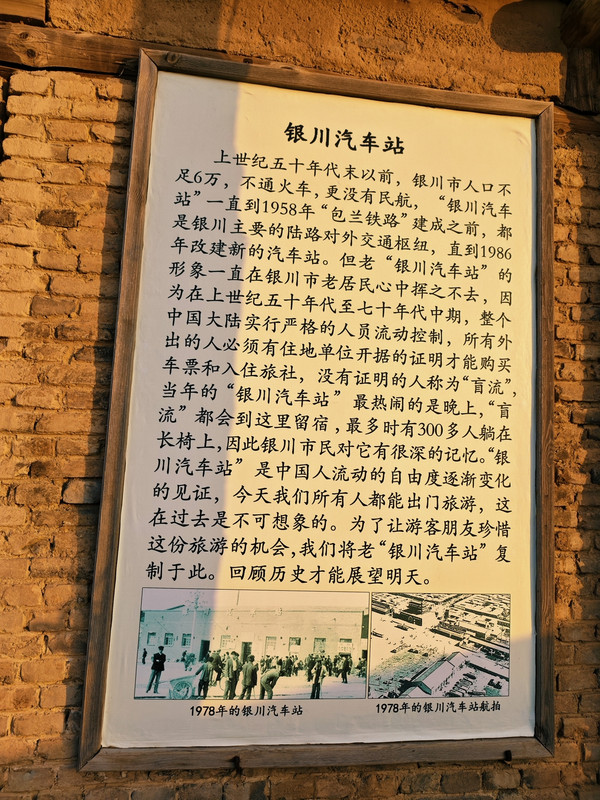 银川汽车站
上世纪五十年代末以前，银川市人口不
足6万，不通火车，更没有民航，“银川汽车
站”一直到1958年“包兰铁路”建成之前，都
是银川主要的陆路对外交通枢纽，直到1986
年改建新的汽车站。但老“银川汽车站”的
形象一直在银川市老居民心中挥之不去，因
为在上世纪五十年代至七十年代中期，整个
中国大陆实行严格的人员流动控制，所有外
出的人必须有住地单位开据的证明才能购买
车票和入住旅社，没有证明的人称为“盲流”，
当年的“银川汽车站”最热闹的是晚上，“盲
流”都会到这里留宿，最多时有300多人躺在
长椅上，因此银川市民对它有很深的记忆。“银
川汽车站”是中国人流动的自由度逐渐变化
的见证，今天我们所有人都能出门旅游，这
在过去是不可想象的。为了让游客朋友珍惜
这份旅游的机会，我们将老“银川汽车站”复
制于此。回顾历史才能展望明天。
1978年的银川汽车站
1978年的银川汽车站航拍